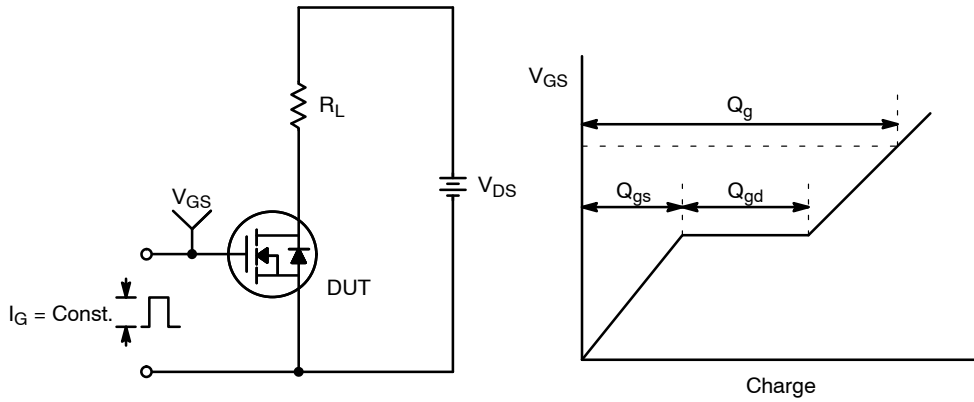 R_L
V_GS
V_DS
DUT
I_G = Const.
V_GS
Q_g
Q_gs
Q_gd
Charge